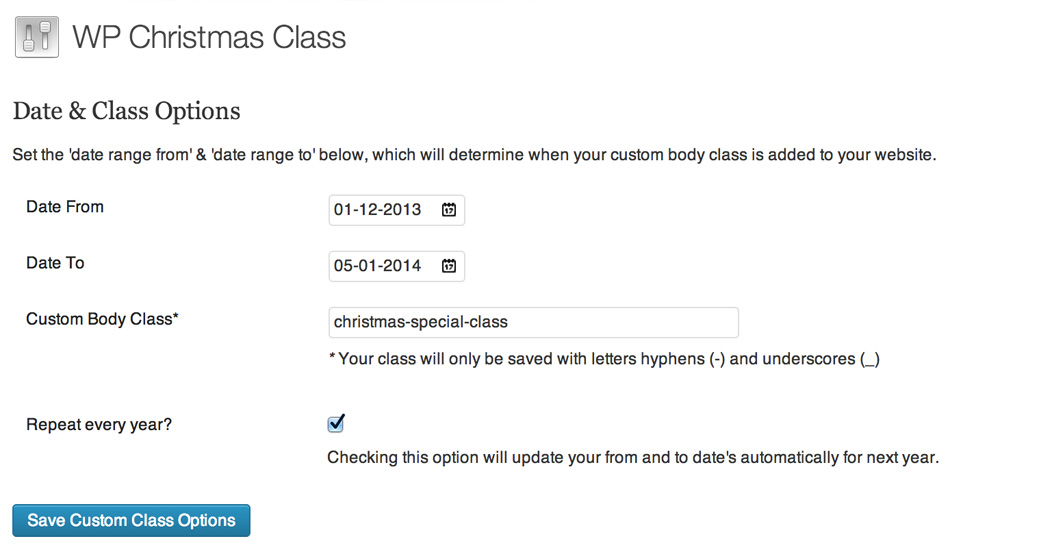 WP Christmas Class
Date & Class Options
Set the 'date range from' & 'date range to' below, which will determine when your custom body class is added to your website.
Date From
01-12-2013
Date To
05-01-2014
Custom Body Class*
christmas-special-class
* Your class will only be saved with letters hyphens (-) and underscores (_)
Repeat every year?
Checking this option will update your from and to date's automatically for next year.
Save Custom Class Options